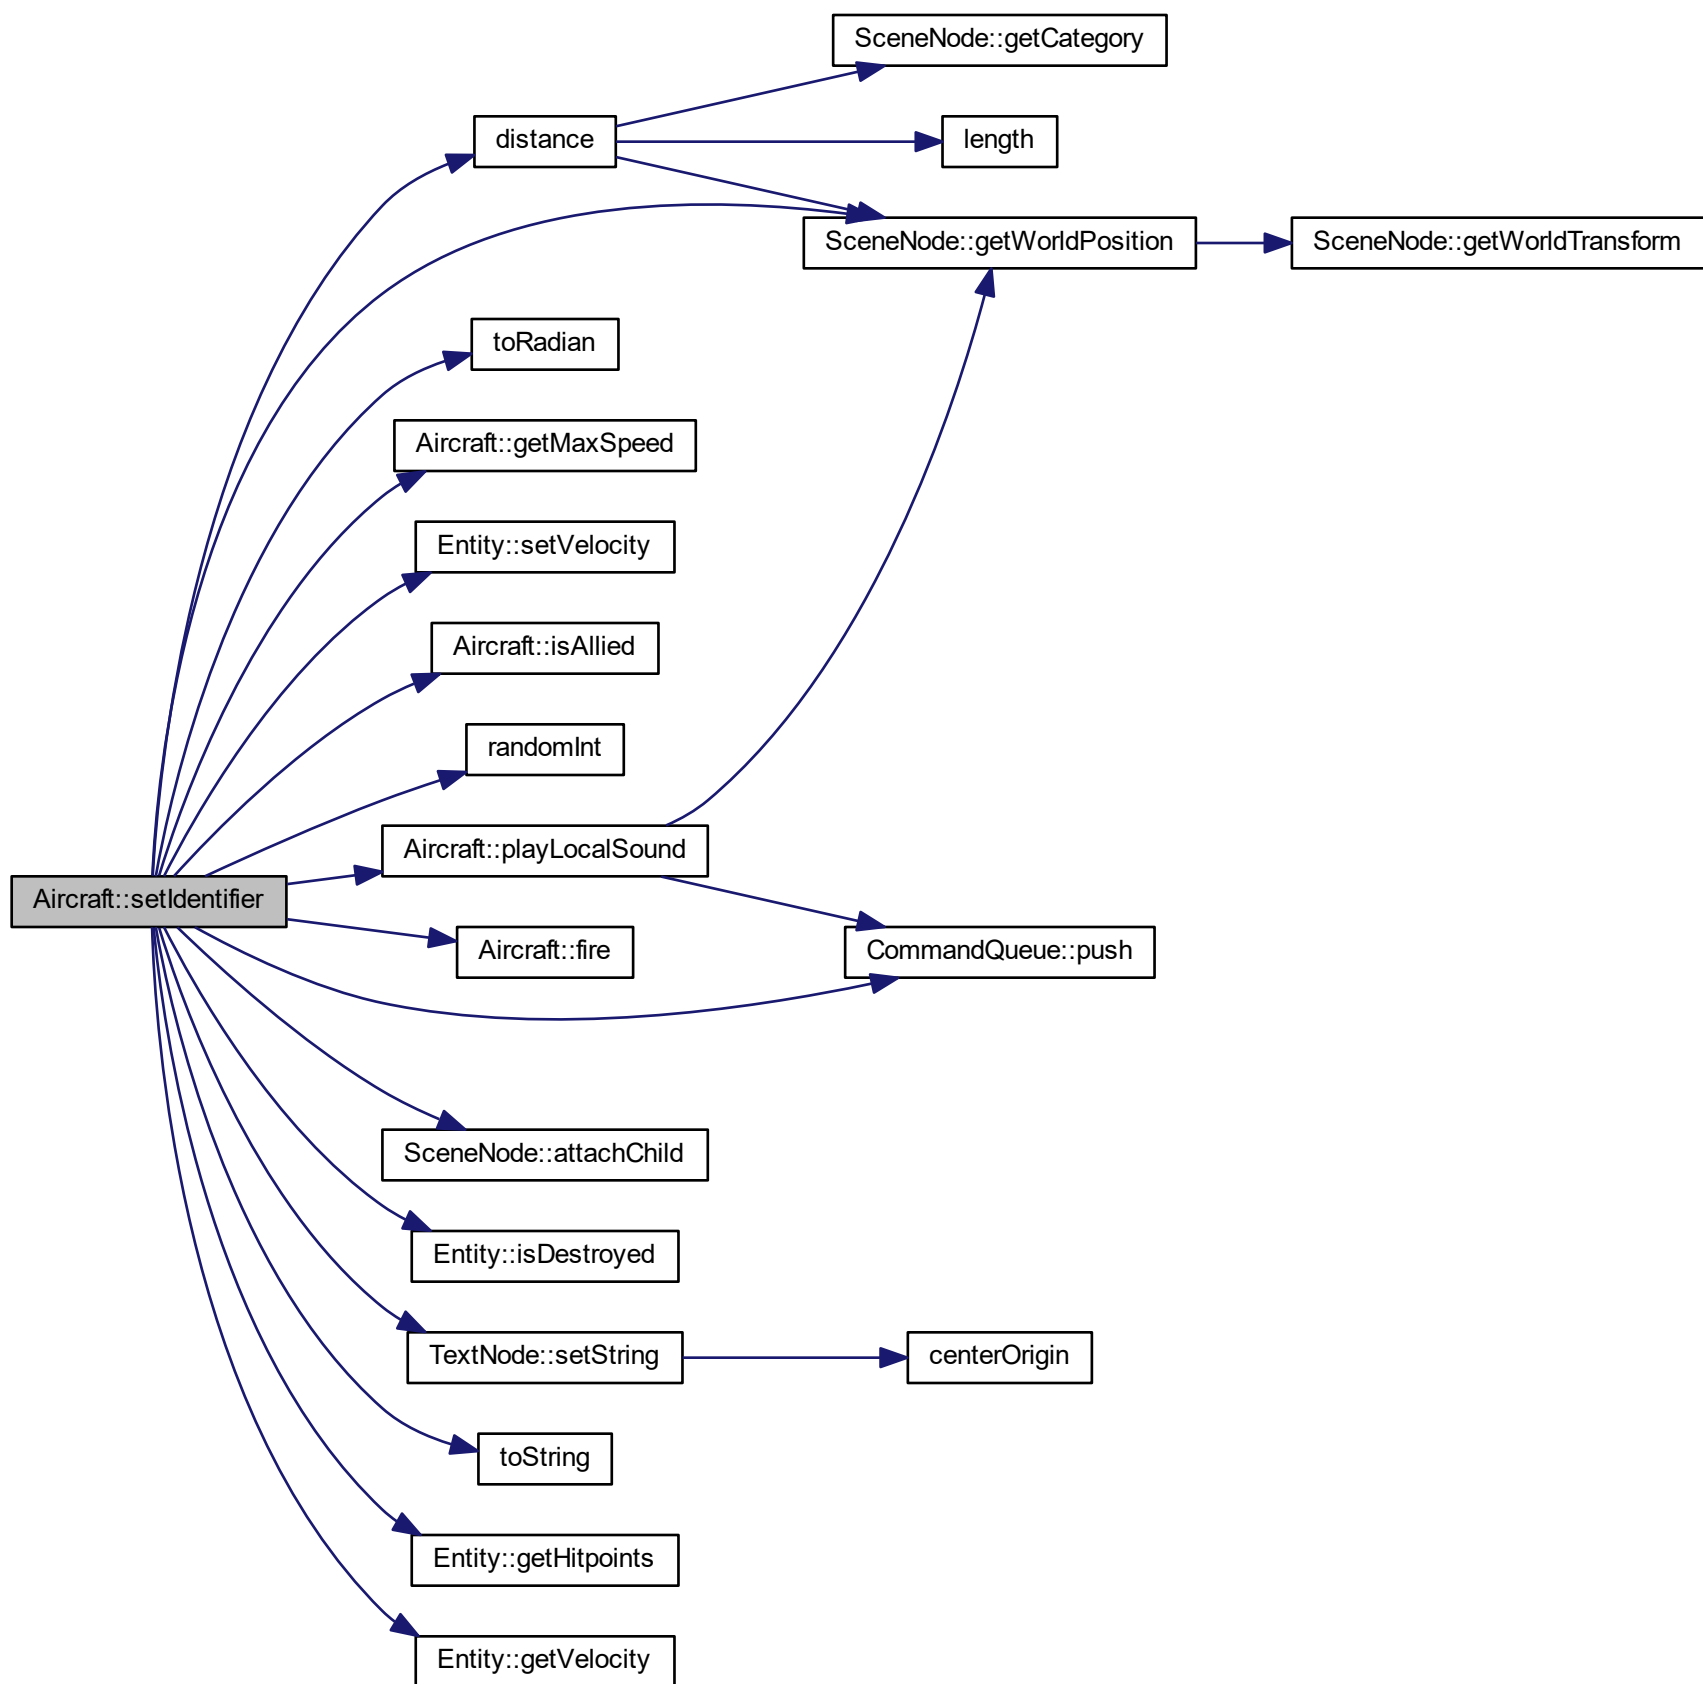 SceneNode::getCategory
distance
length
SceneNode::getWorldPosition
SceneNode::getWorldTransform
toRadian
Aircraft::getMaxSpeed
Entity::setVelocity
Aircraft::isAllied
randomInt
Aircraft::playLocalSound
Aircraft::setIdentifier
Aircraft::fire
CommandQueue::push
SceneNode::attachChild
Entity::isDestroyed
TextNode::setString
centerOrigin
toString
Entity::getHitpoints
Entity::getVelocity